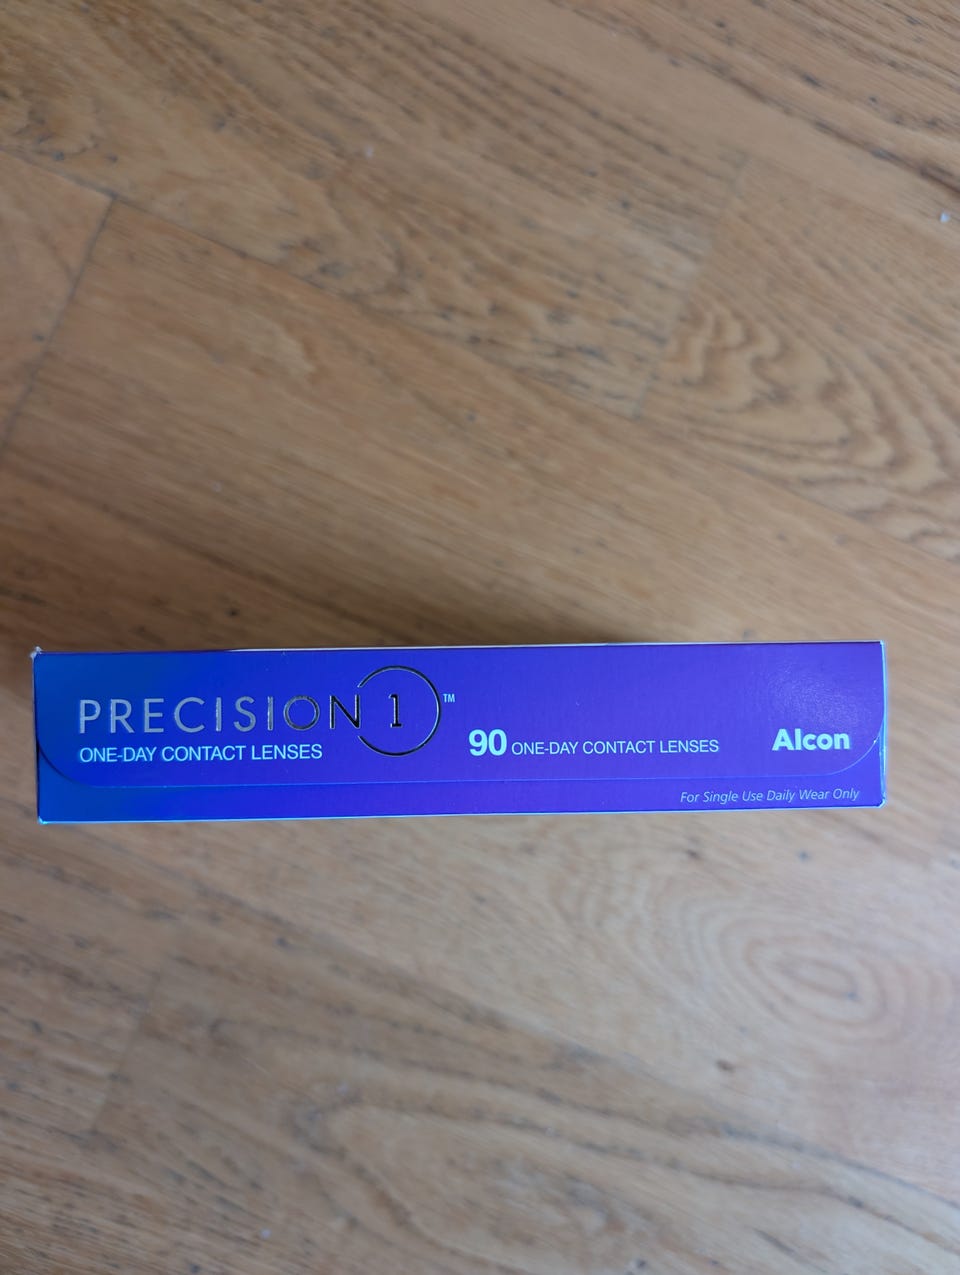 PRECISION 1™
ONE-DAY CONTACT LENSES
90 ONE-DAY CONTACT LENSES
Alcon
For Single Use Daily Wear Only